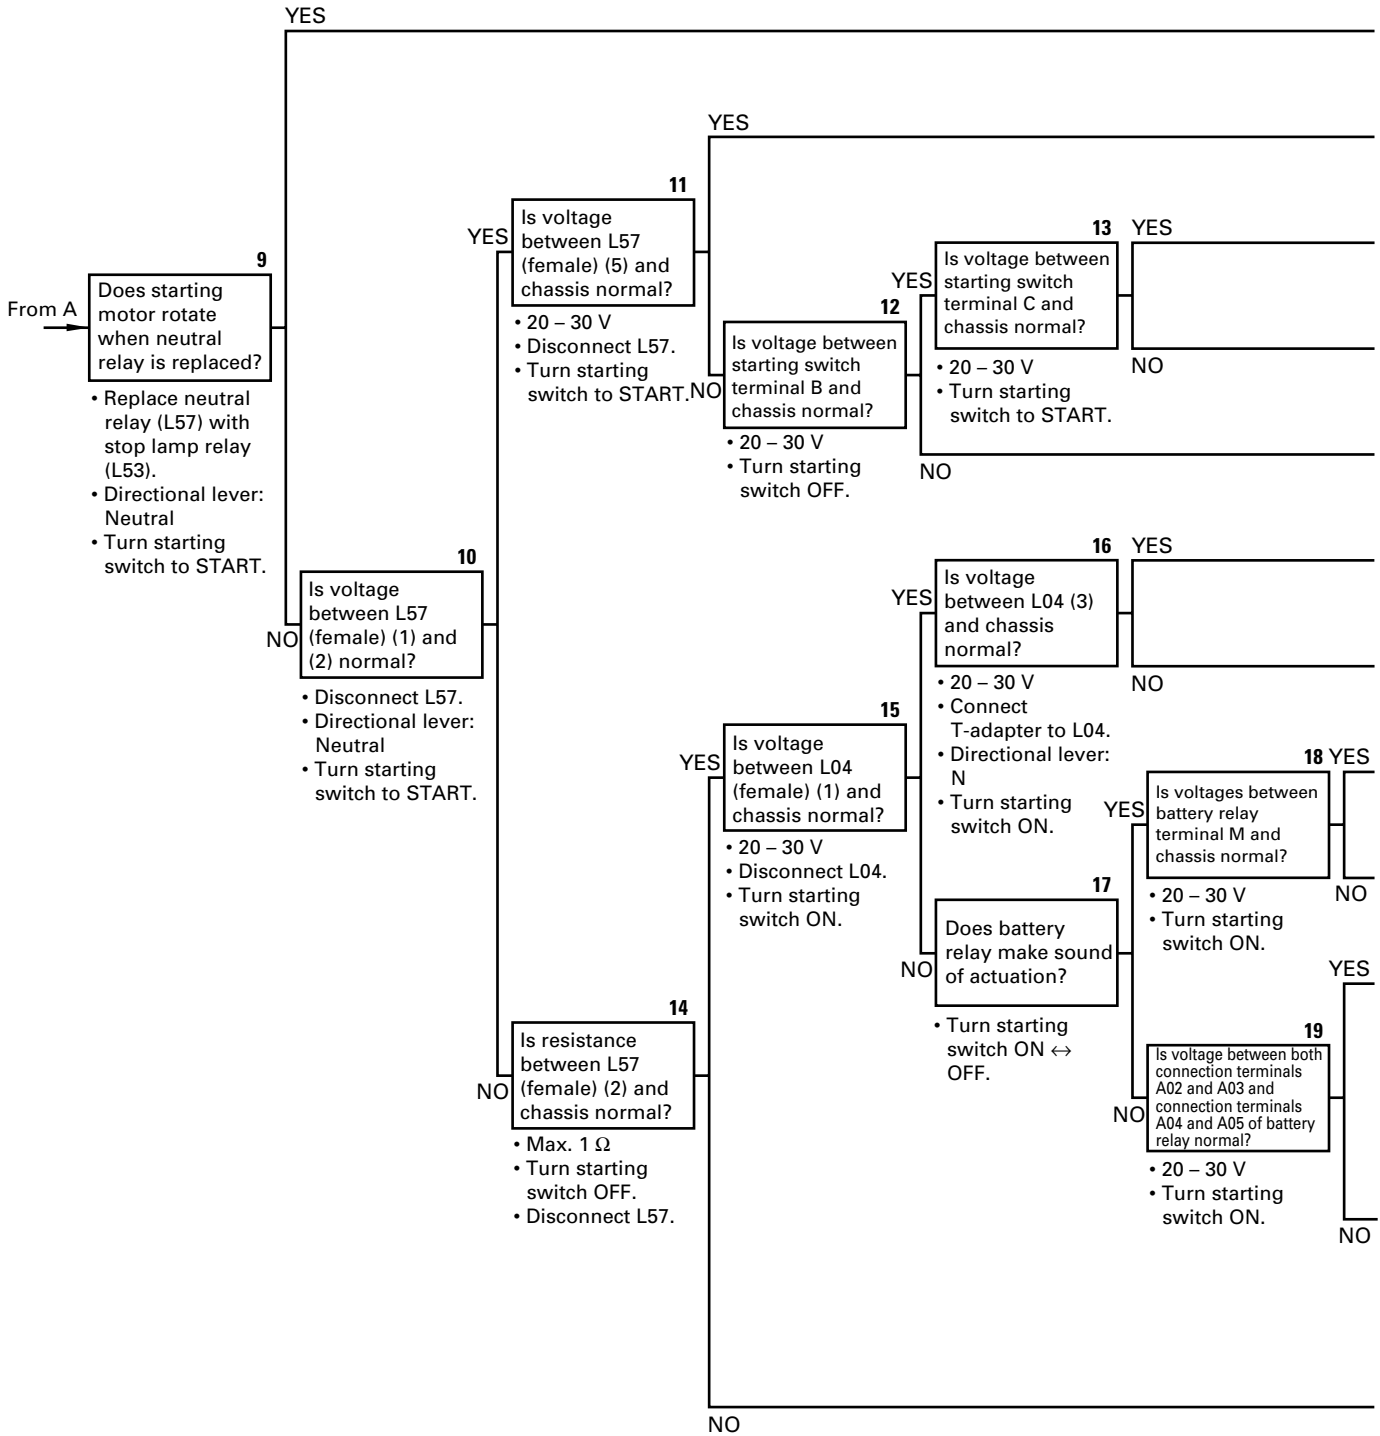 YES
From A
9
Does starting
motor rotate
when neutral
relay is replaced?
• Replace neutral
relay (L57) with
stop lamp relay
(L53).
• Directional lever:
Neutral
• Turn starting
switch to START.
NO
10
Is voltage
between L57
(female) (1) and
(2) normal?
• Disconnect L57.
• Directional lever:
Neutral
• Turn starting
switch to START.
YES
11
Is voltage
between L57
(female) (5) and
chassis normal?
• 20 – 30 V
• Disconnect L57.
• Turn starting
switch to START.
YES
NO
12
Is voltage between
starting switch
terminal B and
chassis normal?
• 20 – 30 V
• Turn starting
switch OFF.
YES
13
Is voltage between
starting switch
terminal C and
chassis normal?
• 20 – 30 V
• Turn starting
switch to START.
YES
NO
NO
NO
14
Is resistance
between L57
(female) (2) and
chassis normal?
• Max. 1 Ω
• Turn starting
switch OFF.
• Disconnect L57.
YES
15
Is voltage
between L04
(female) (1) and
chassis normal?
• 20 – 30 V
• Disconnect L04.
• Turn starting
switch ON.
YES
16
Is voltage
between L04 (3)
and chassis
normal?
• 20 – 30 V
• Connect
T-adapter to L04.
• Directional lever:
N
• Turn starting
switch ON.
YES
NO
NO
17
Does battery
relay make sound
of actuation?
• Turn starting
switch ON ↔
OFF.
YES
18
Is voltages between
battery relay
terminal M and
chassis normal?
• 20 – 30 V
• Turn starting
switch ON.
YES
NO
NO
19
Is voltage between both
connection terminals
A02 and A03 and
connection terminals
A04 and A05 of battery
relay normal?
• 20 – 30 V
• Turn starting
switch ON.
YES
NO
NO